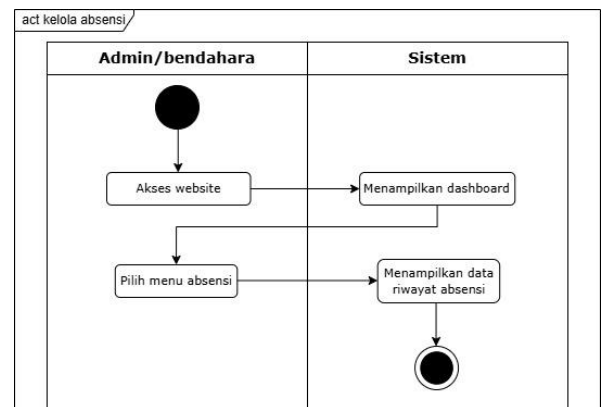 act kelola absensi
Admin/bendahara
Sistem
Akses website
Menampilkan dashboard
Pilih menu absensi
Menampilkan data
riwayat absensi